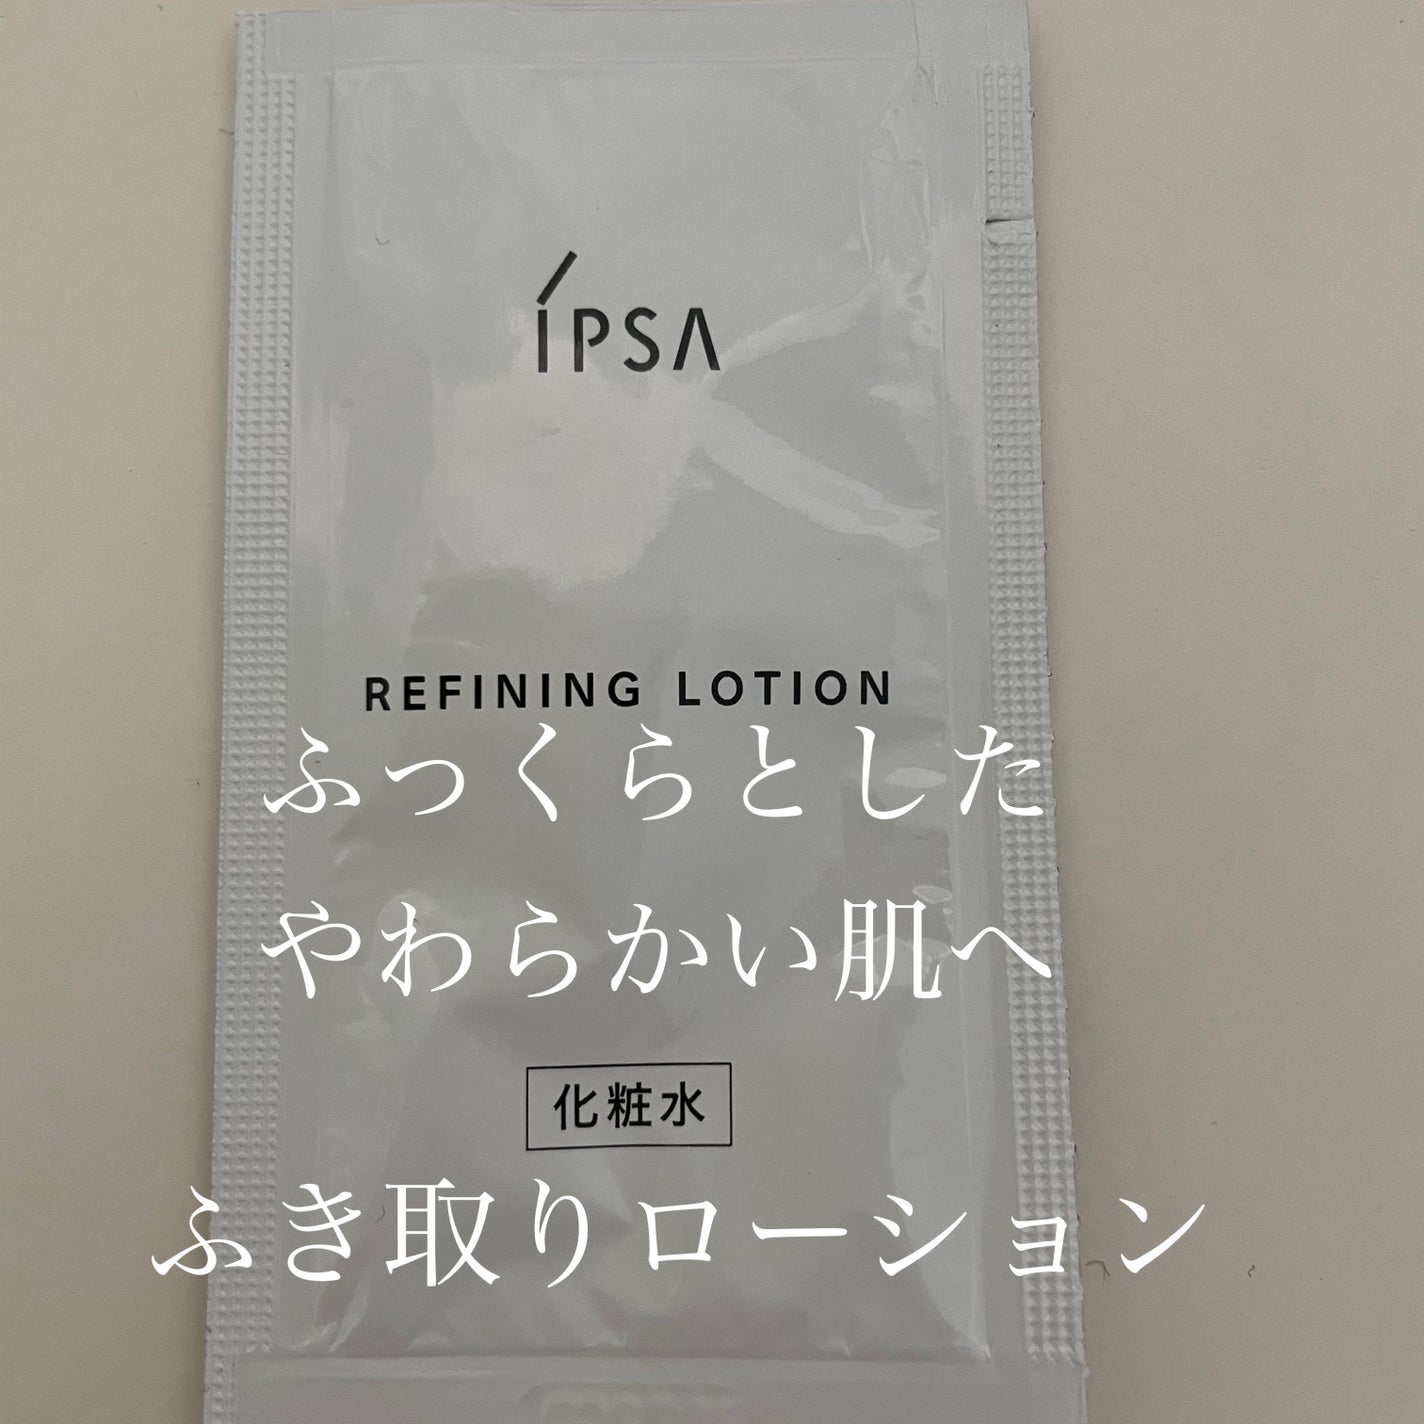 ÍPSA
REFINING LOTION
ふっくらとした
やわらかい肌へ
化粧水
ふき取りローション